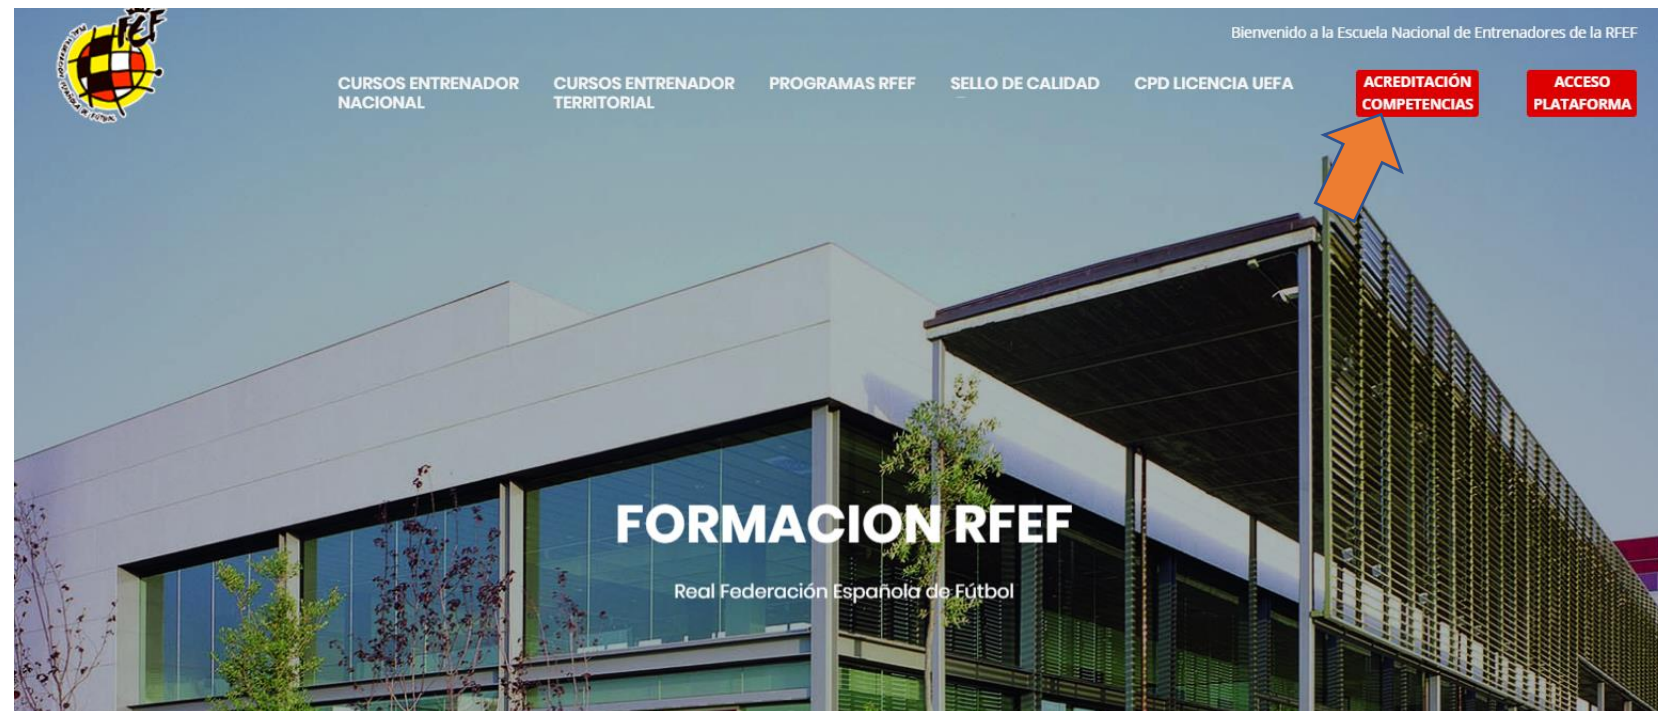 Bienvenido a la Escuela Nacional de Entrenadores de la RFEF
CURSOS ENTRENADOR
NACIONAL
CURSOS ENTRENADOR
TERRITORIAL
PROGRAMAS RFEF
SELLO DE CALIDAD
CPD LICENCIA UEFA
ACREDITACIÓN
COMPETENCIAS
ACCESO
PLATAFORMA
FORMACION RFEF
Real Federación Española de Fútbol